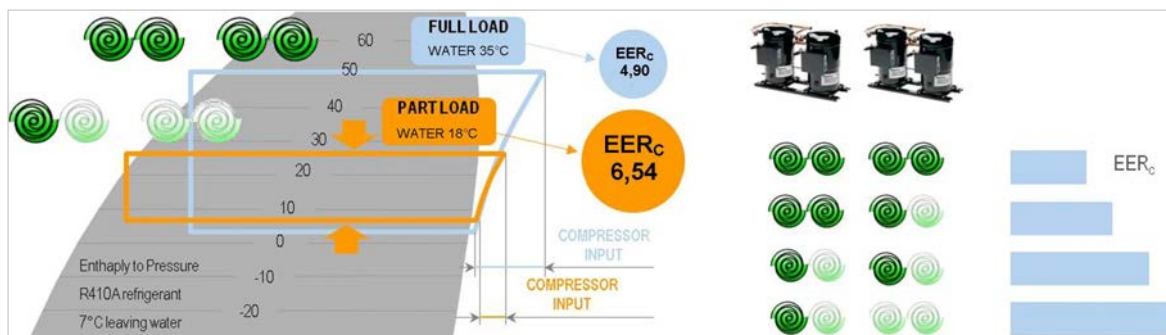 FULL LOAD
WATER 35°C
EERC
4,90
60
50
40
PART LOAD
WATER 18°C
30
EERC
6,54
20
10
0
-10
-20
COMPRESSOR
INPUT
COMPRESSOR
INPUT
Enthaply to Pressure
R410A refrigerant
7°C leaving water
EERC